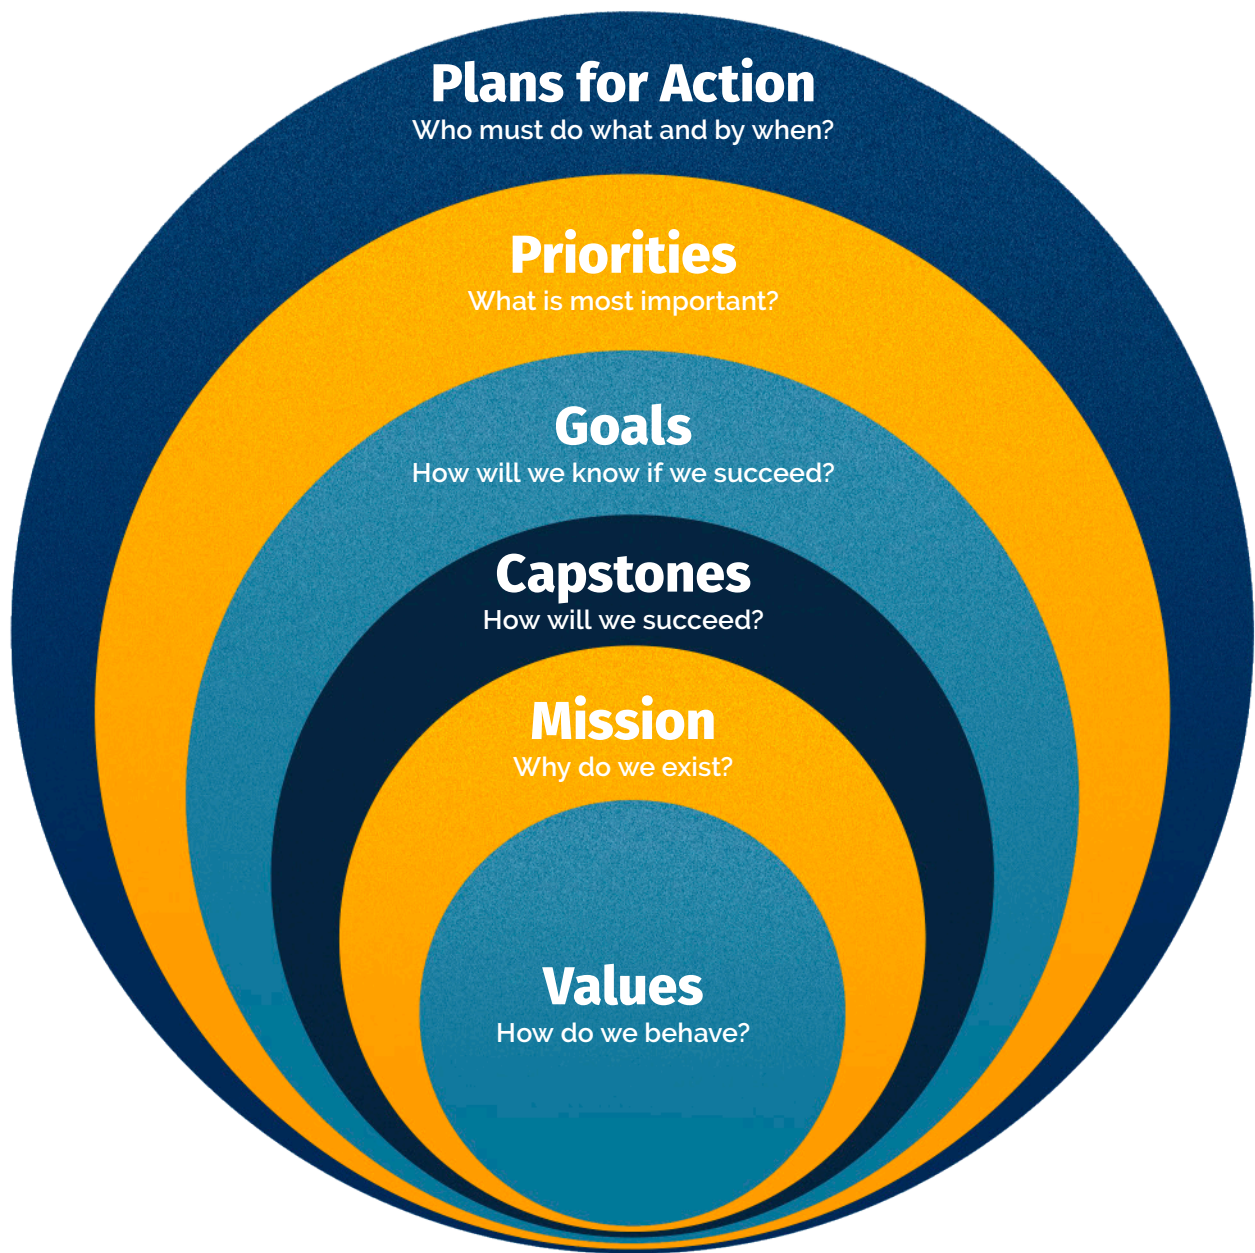 Plans for Action
Who must do what and by when?
Priorities
What is most important?
Goals
How will we know if we succeed?
Capstones
How will we succeed?
Mission
Why do we exist?
Values
How do we behave?